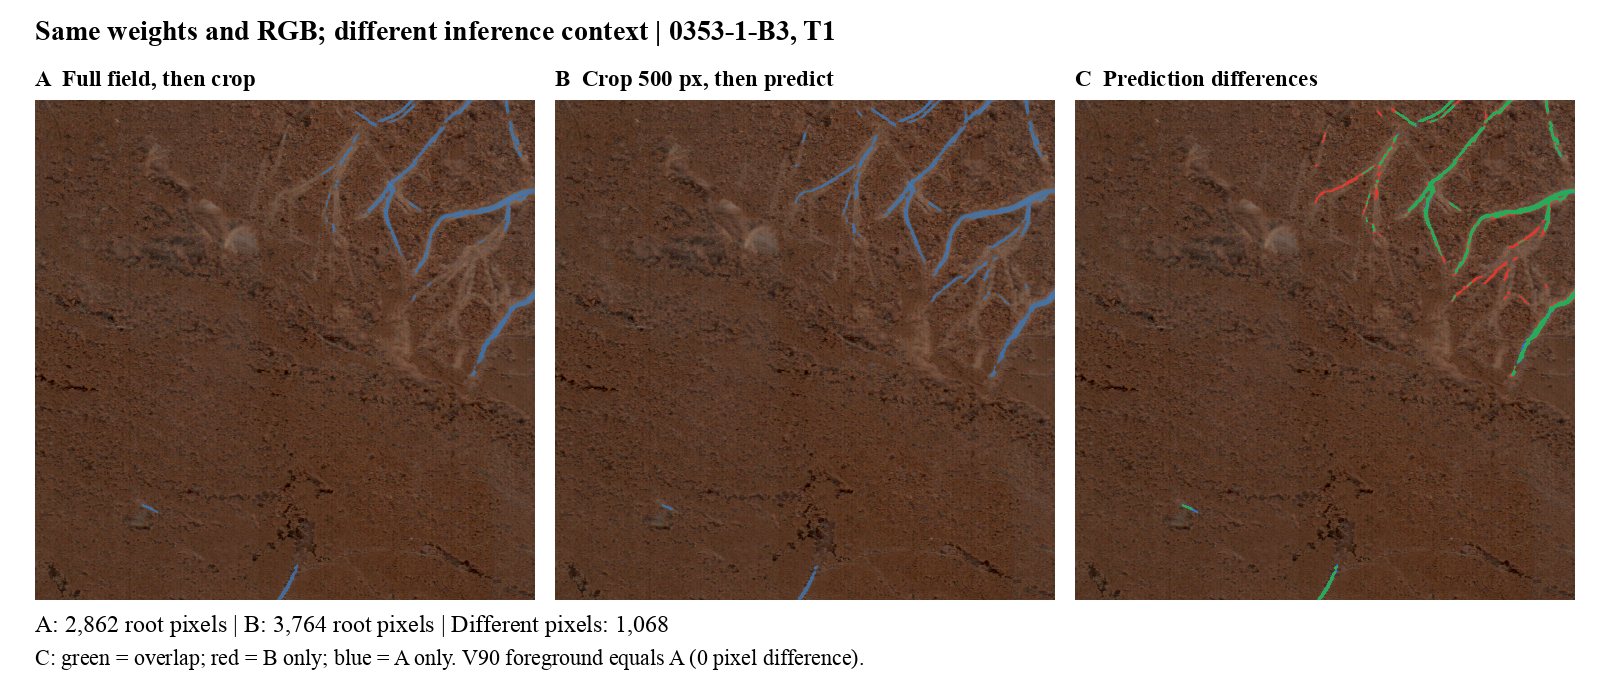 Same weights and RGB; different inference context | 0353-1-B3, T1
A Full field, then crop
B Crop 500 px, then predict
C Prediction differences
A: 2,862 root pixels | B: 3,764 root pixels | Different pixels: 1,068
C: green = overlap; red = B only; blue = A only. V90 foreground equals A (0 pixel difference).